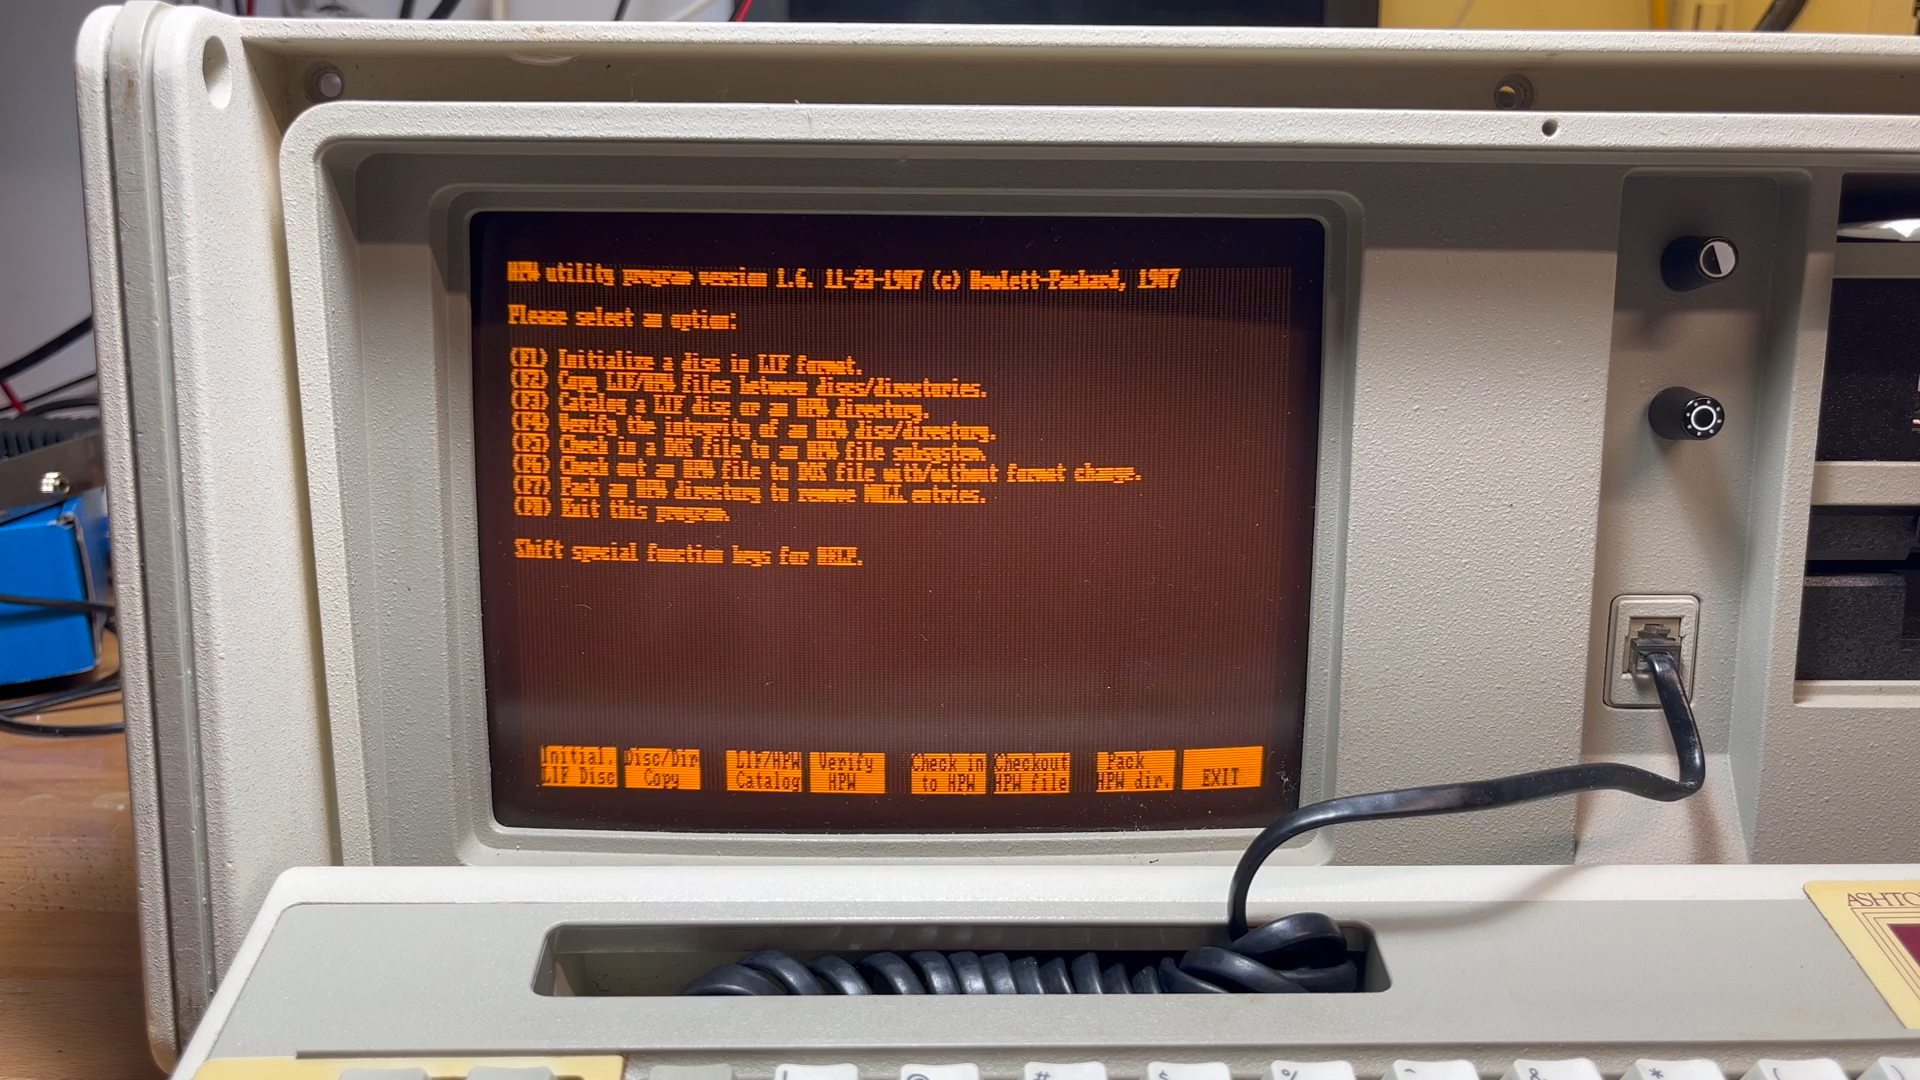 HPW utility program version 1.6. 11-23-1987 (c) Hewlett-Packard, 1987
Please select an option:
(F1) Initialize a disc in LIF format.
(F2) Copy LIF/HPW files between discs/directories.
(F3) Catalog a LIF disc or an HPW directory.
(F4) Verify the integrity of an HPW disc/directory.
(F5) Check in a DOS file to an HPW file subsystem.
(F6) Check out an HPW file to DOS file with/without format change.
(F7) Pack an HPW directory to remove NULL entries.
(F8) Exit this program.
Shift special function keys for HELP.
Initial. Disc/Dir LIF/HPW Verify Check in Checkout Pack
LIF Disc Copy Catalog HPW to HPW HPW file HPW dir. EXIT
ASHTO
! @ # $ % ^ & * (